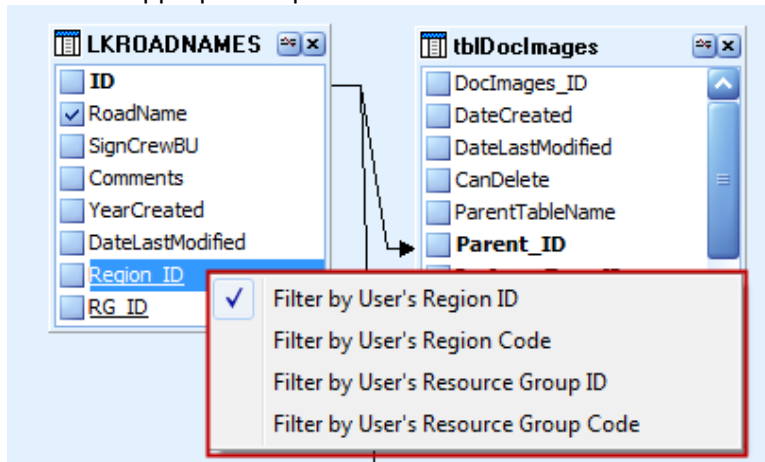 LKROADNAMES
ID
RoadName
SignCrewBU
Comments
YearCreated
DateLastModified
Region_ID
RG_ID
tblDocImages
DocImages_ID
DateCreated
DateLastModified
CanDelete
ParentTableName
Parent_ID
Filter by User's Region ID
Filter by User's Region Code
Filter by User's Resource Group ID
Filter by User's Resource Group Code